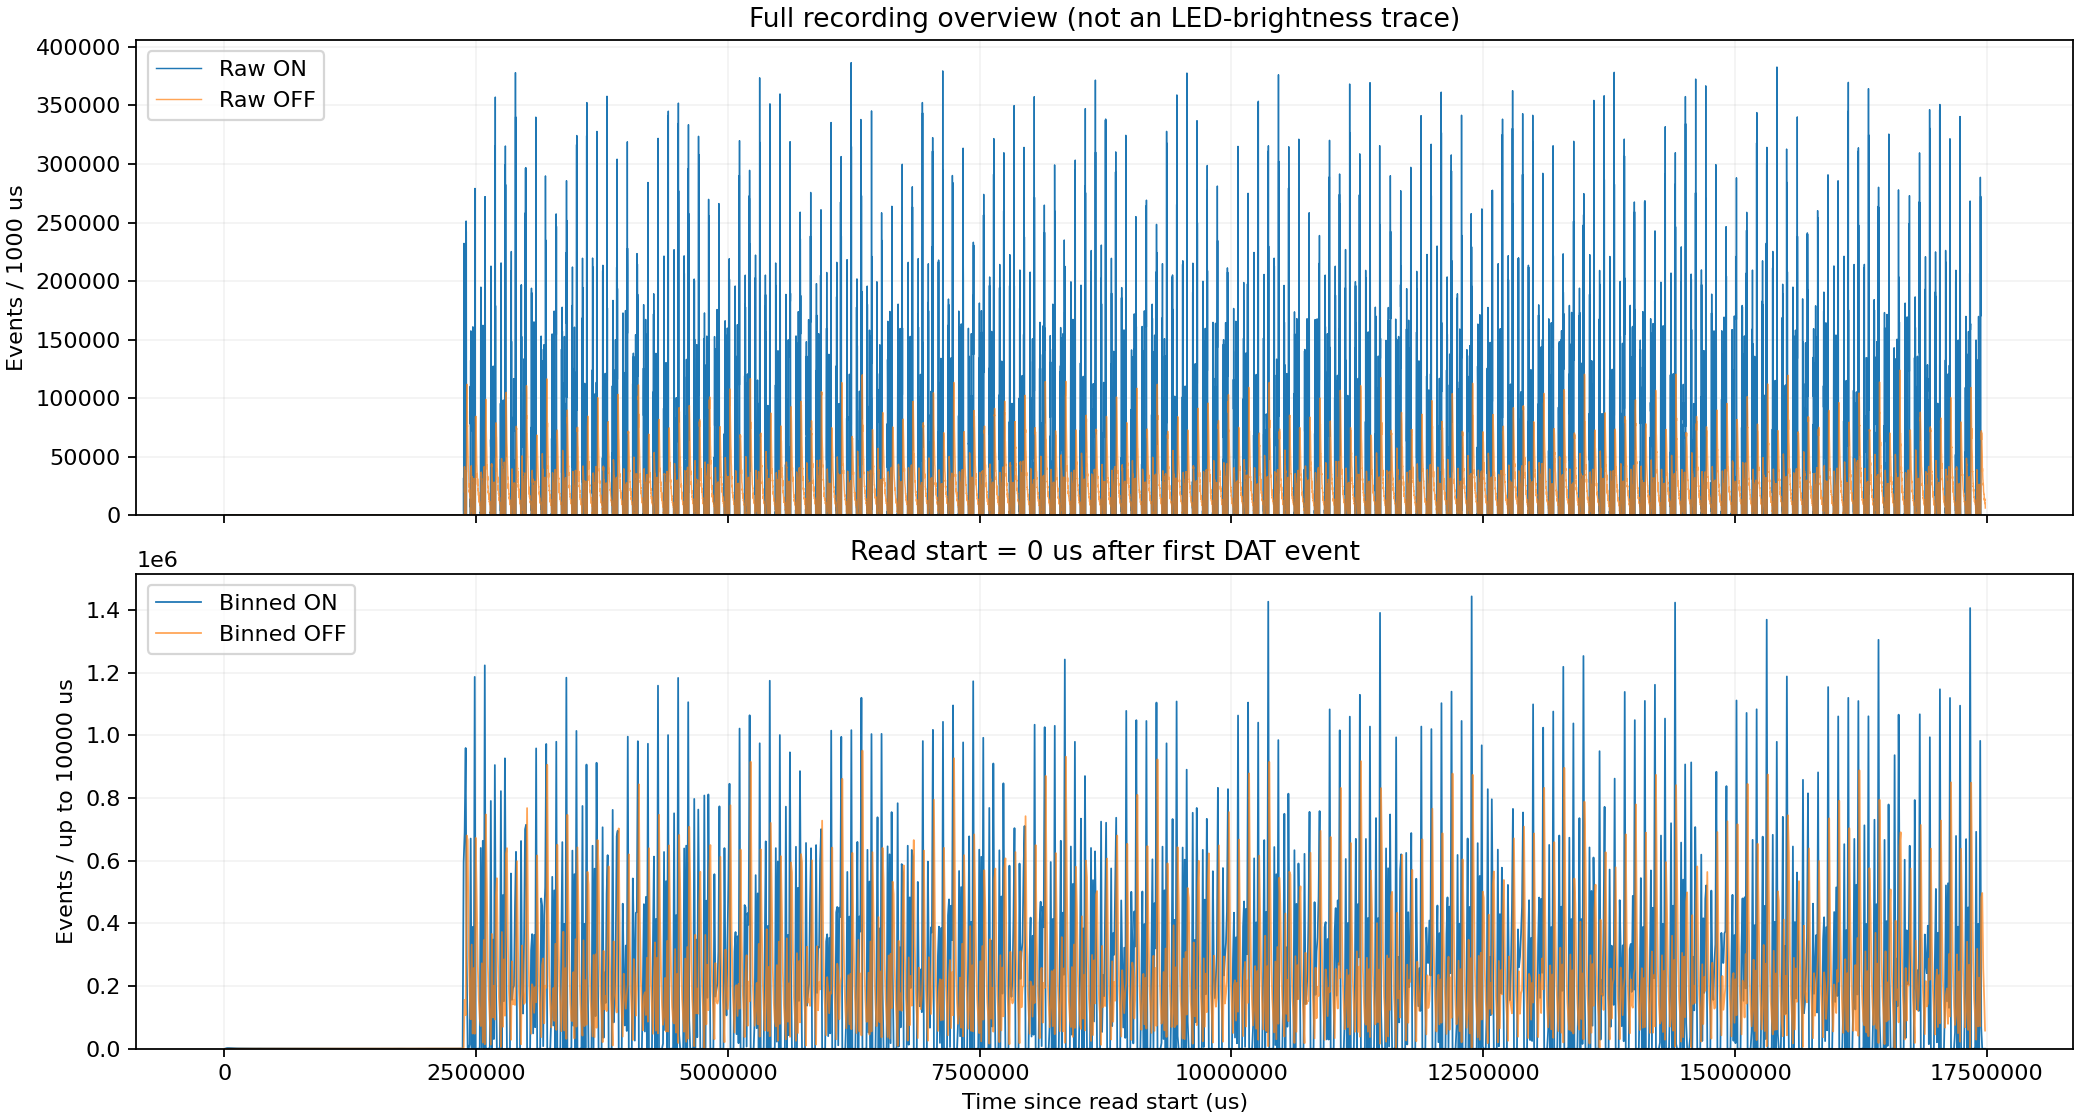 Full recording overview (not an LED-brightness trace)
400000
350000
300000
250000
200000
150000
100000
50000
0
Events / 1000 us
Raw ON
Raw OFF
Read start = 0 us after first DAT event
1e6
1.4
1.2
1.0
0.8
0.6
0.4
0.2
0.0
Events / up to 10000 us
Binned ON
Binned OFF
0
2500000
5000000
7500000
10000000
12500000
15000000
17500000
Time since read start (us)